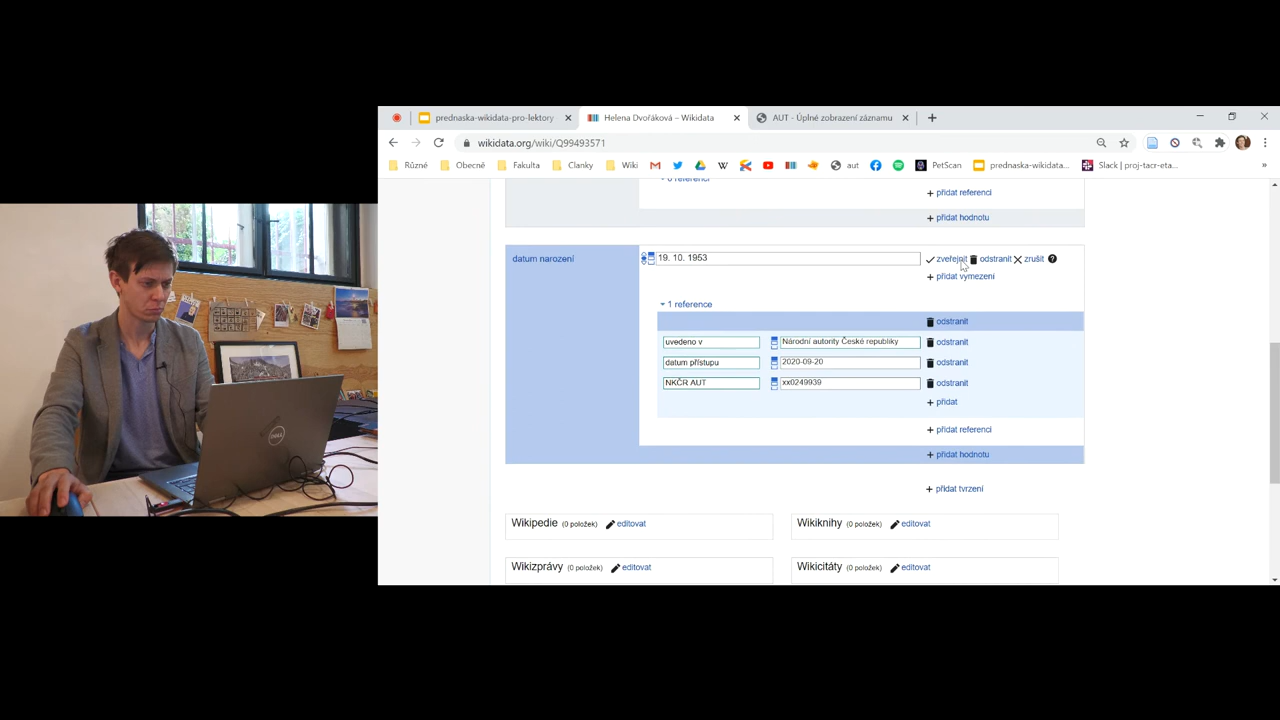 prednaska-wikidata-pro-lektory
Helena Dvořáková – Wikidata
AUT - Úplné zobrazení záznamu
wikidata.org/wiki/Q99493571
Různé
Obecně
Fakulta
Clanky
Wiki
aut
PetScan
prednaska-wikidata...
Slack | proj-tacr-eta...
»
+ přidat referenci
+ přidat hodnotu
datum narození
19. 10. 1953
zveřejnit
odstranit
zrušit
+ přidat vymezení
1 reference
odstranit
uvedeno v
Národní autority České republiky
odstranit
datum přístupu
2020-09-20
odstranit
NKČR AUT
xx0249939
odstranit
+ přidat
+ přidat referenci
+ přidat hodnotu
+ přidat tvrzení
Wikipedie (0 položek) editovat
Wikiknihy (0 položek) editovat
Wikizprávy (0 položek) editovat
Wikicitáty (0 položek) editovat
DELL